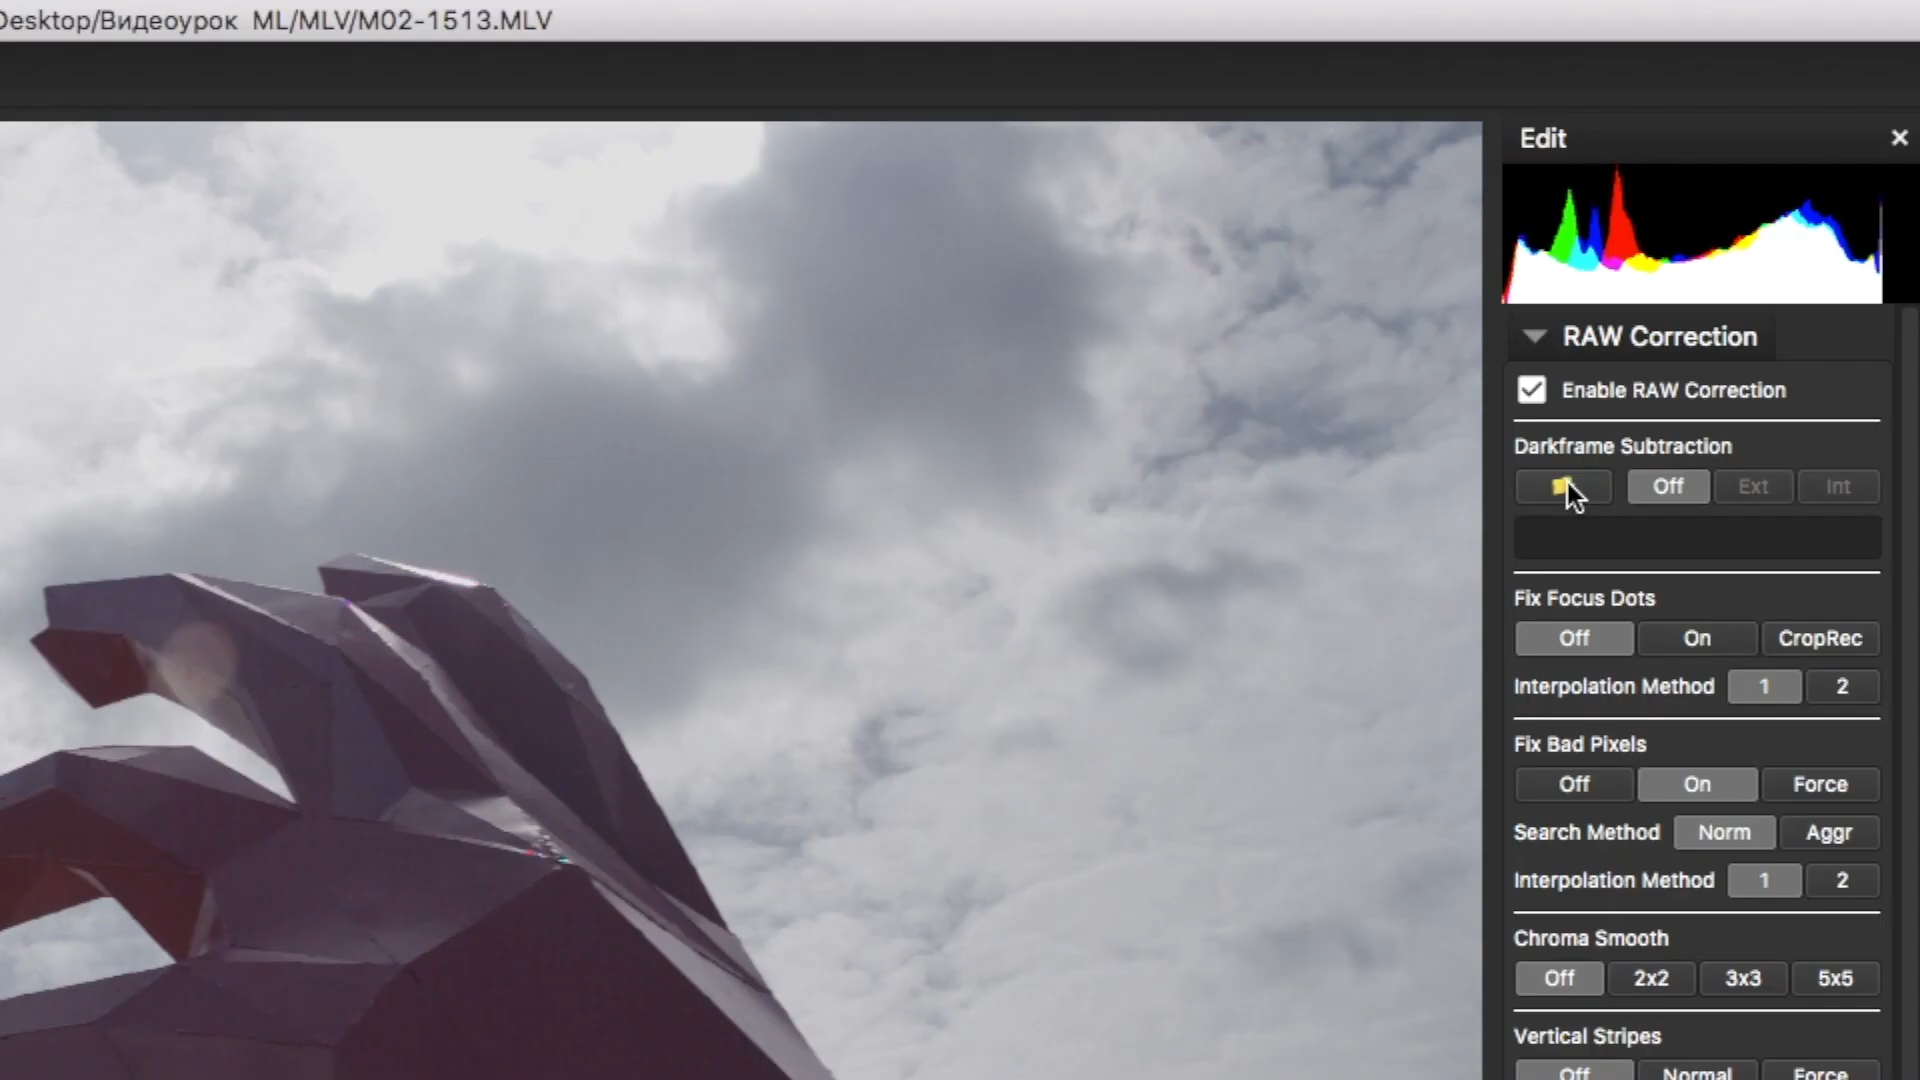 Desktop/Видеоурок ML/MLV/M02-1513.MLV
Edit
RAW Correction
Enable RAW Correction
Darkframe Subtraction
Off Ext Int
Fix Focus Dots
Off On CropRec
Interpolation Method 1 2
Fix Bad Pixels
Off On Force
Search Method Norm Aggr
Interpolation Method 1 2
Chroma Smooth
Off 2x2 3x3 5x5
Vertical Stripes
Off Normal Force